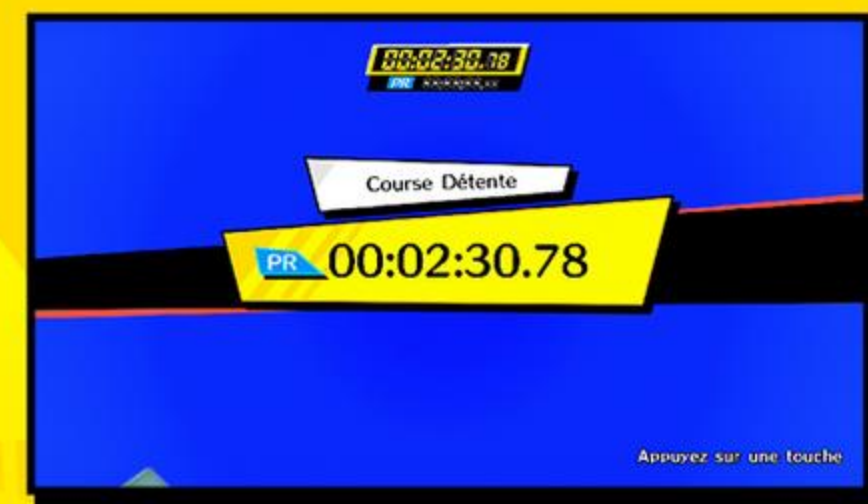 00:02:30.78
PR
Course Détente
PR 00:02:30.78
Appuyez sur une touche